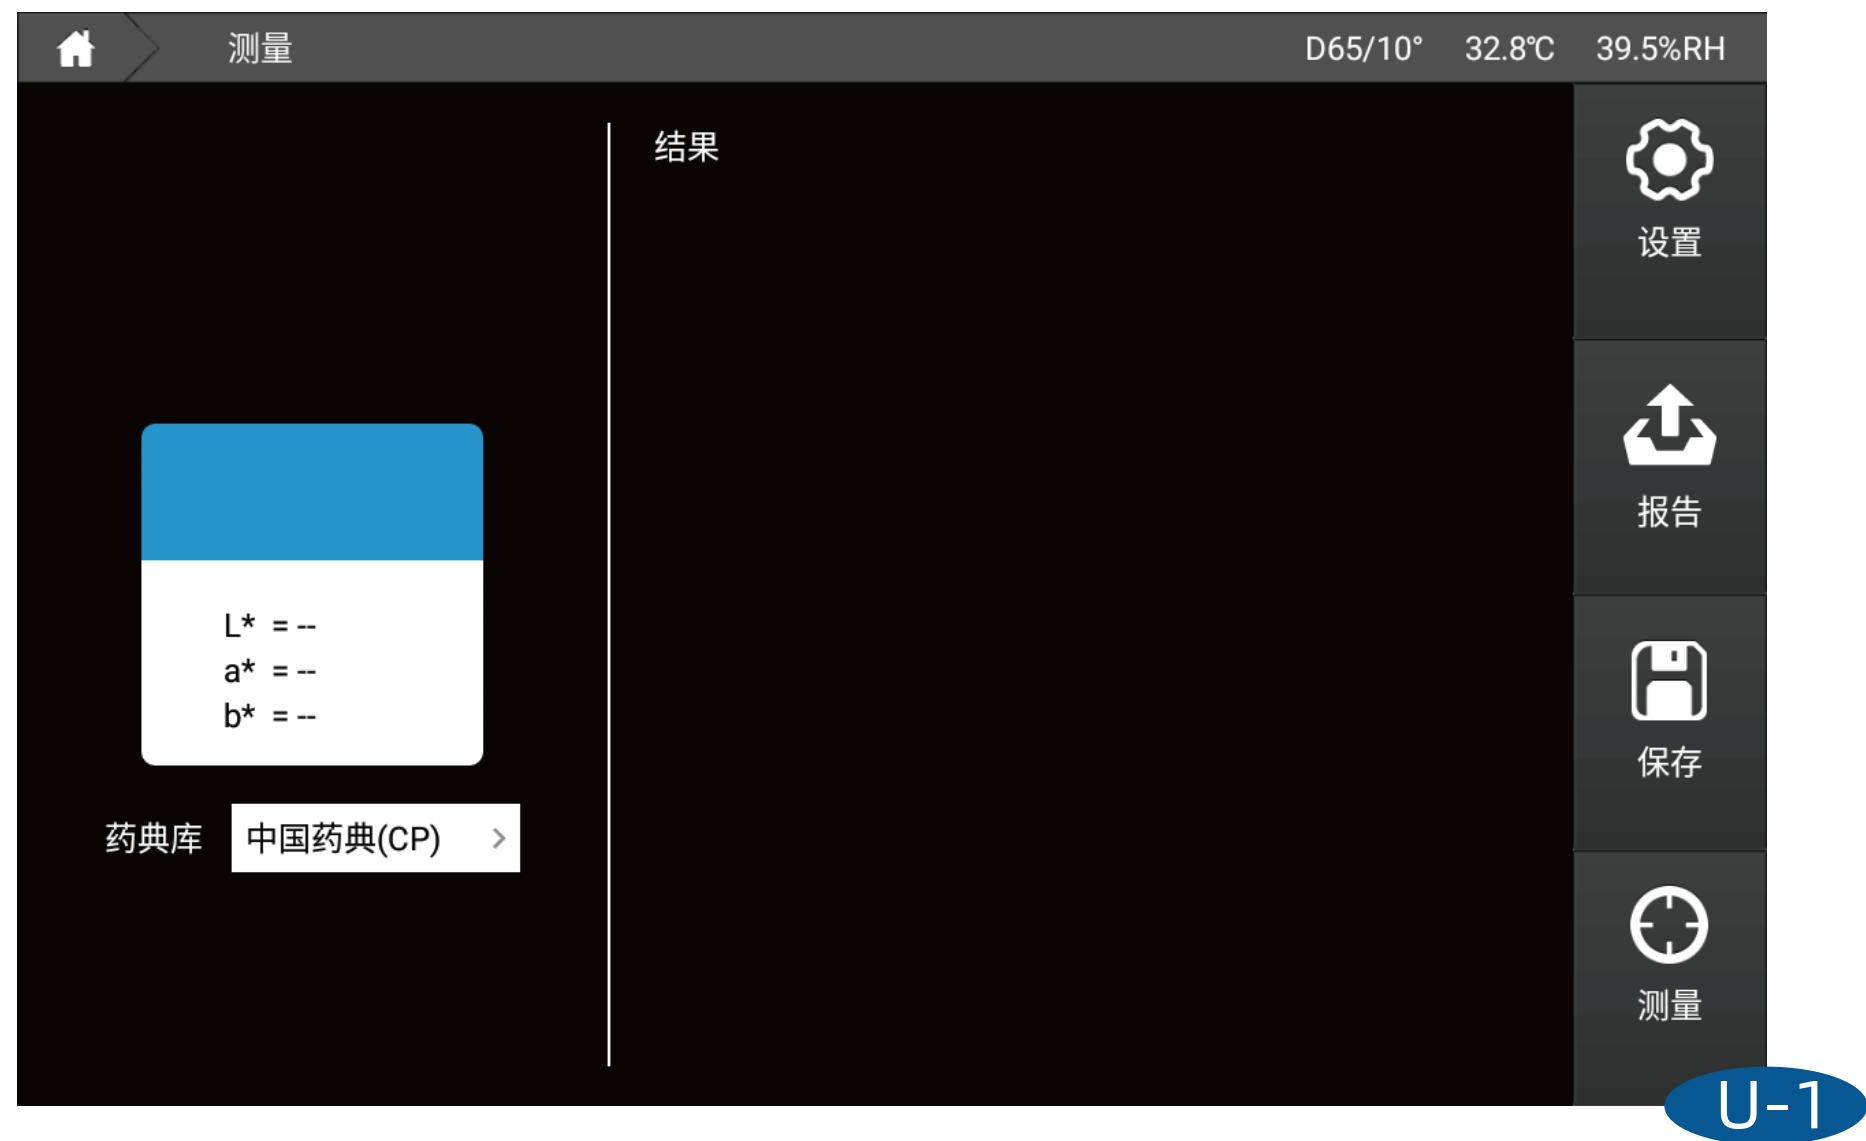 测量
D65/10° 32.8℃ 39.5%RH
结果
L* = --
a* = --
b* = --
药典库 中国药典(CP) >
设置
报告
保存
测量
U-1